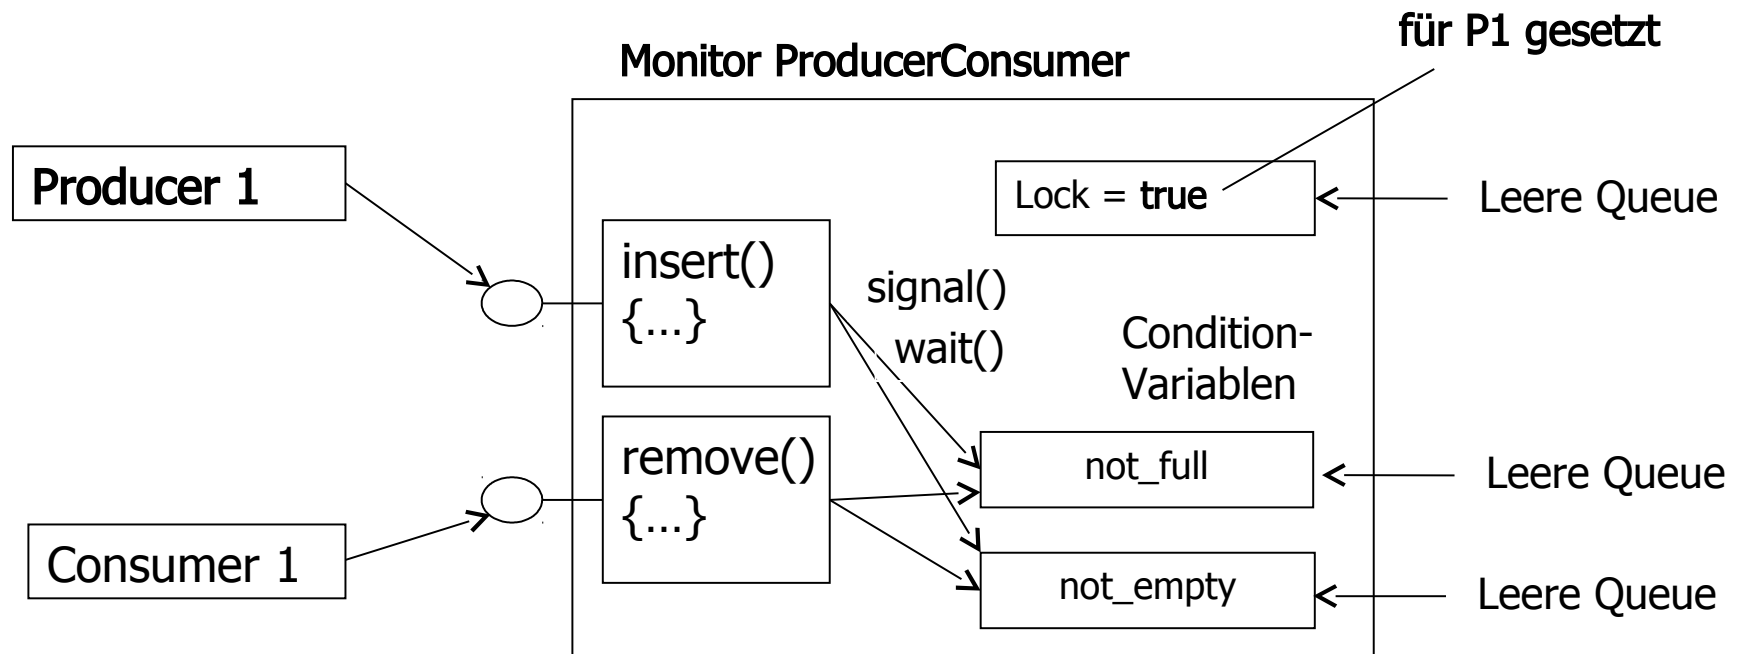 für P1 gesetzt
Monitor ProducerConsumer
Producer 1
Lock = true
Leere Queue
insert()
{...}
signal()
wait()
Condition-
Variablen
remove()
{...}
not_full
Leere Queue
Consumer 1
not_empty
Leere Queue